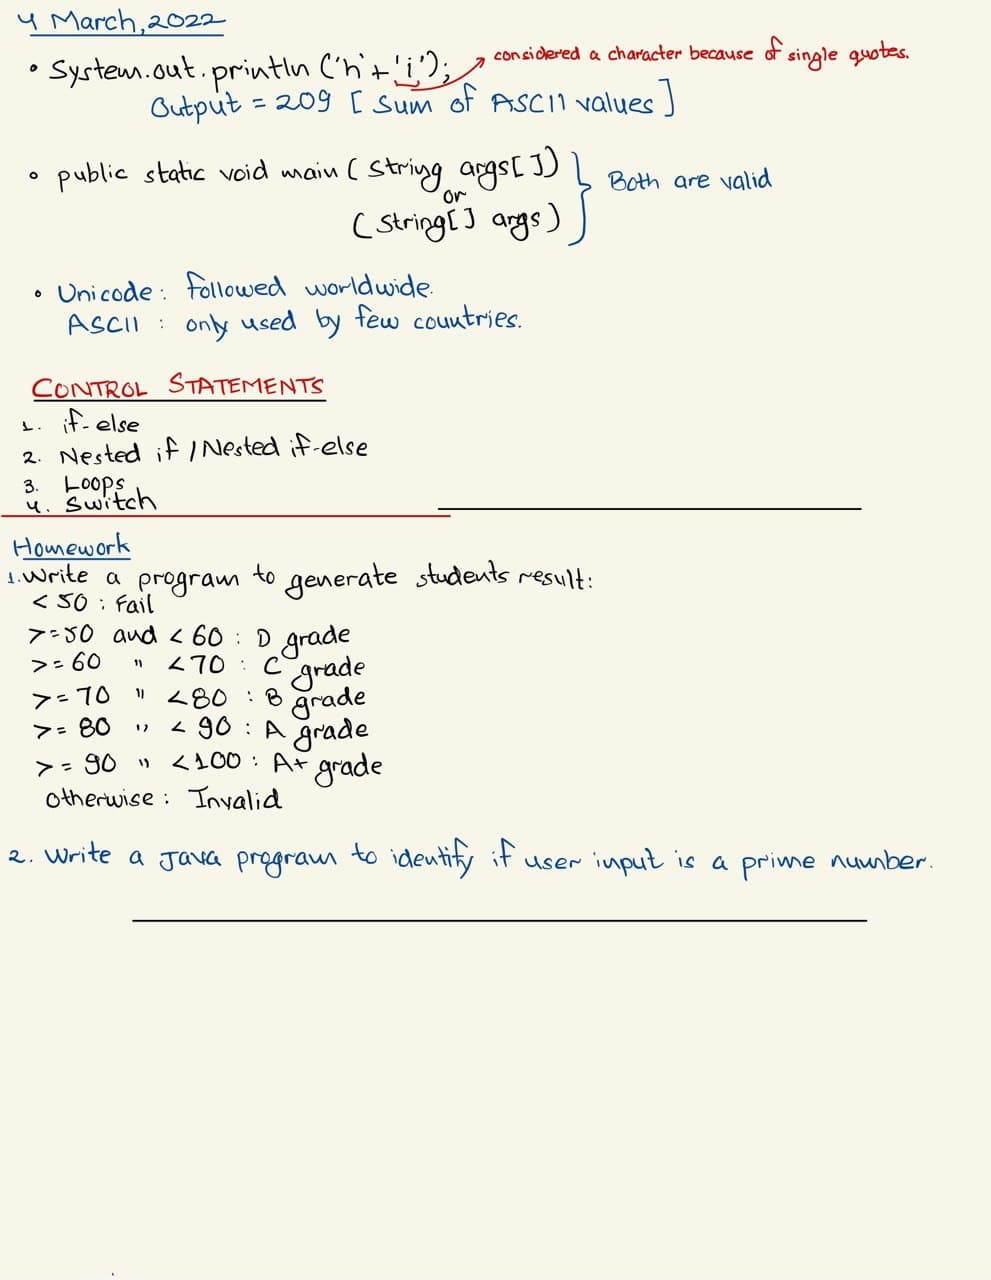 4 March, 2022
• System.out.println ('h'+'i'); → considered a character because of single quotes.
Output = 209 [ Sum of ASCII values ]
• public static void main ( String args[ ]) } Both are valid
or
( String[] args )
• Unicode : followed worldwide.
ASCII : only used by few countries.
CONTROL STATEMENTS
1. if-else
2. Nested if / Nested if-else
3. Loops
4. Switch
Homework
1. Write a program to generate students result:
< 50 : Fail
>=50 and < 60 : D grade
>= 60 " <70 : C grade
>= 70 " <80 : B grade
>= 80 " < 90 : A grade
>= 90 " <100 : A+ grade
Otherwise : Invalid
2. Write a Java program to identify if user input is a prime number.